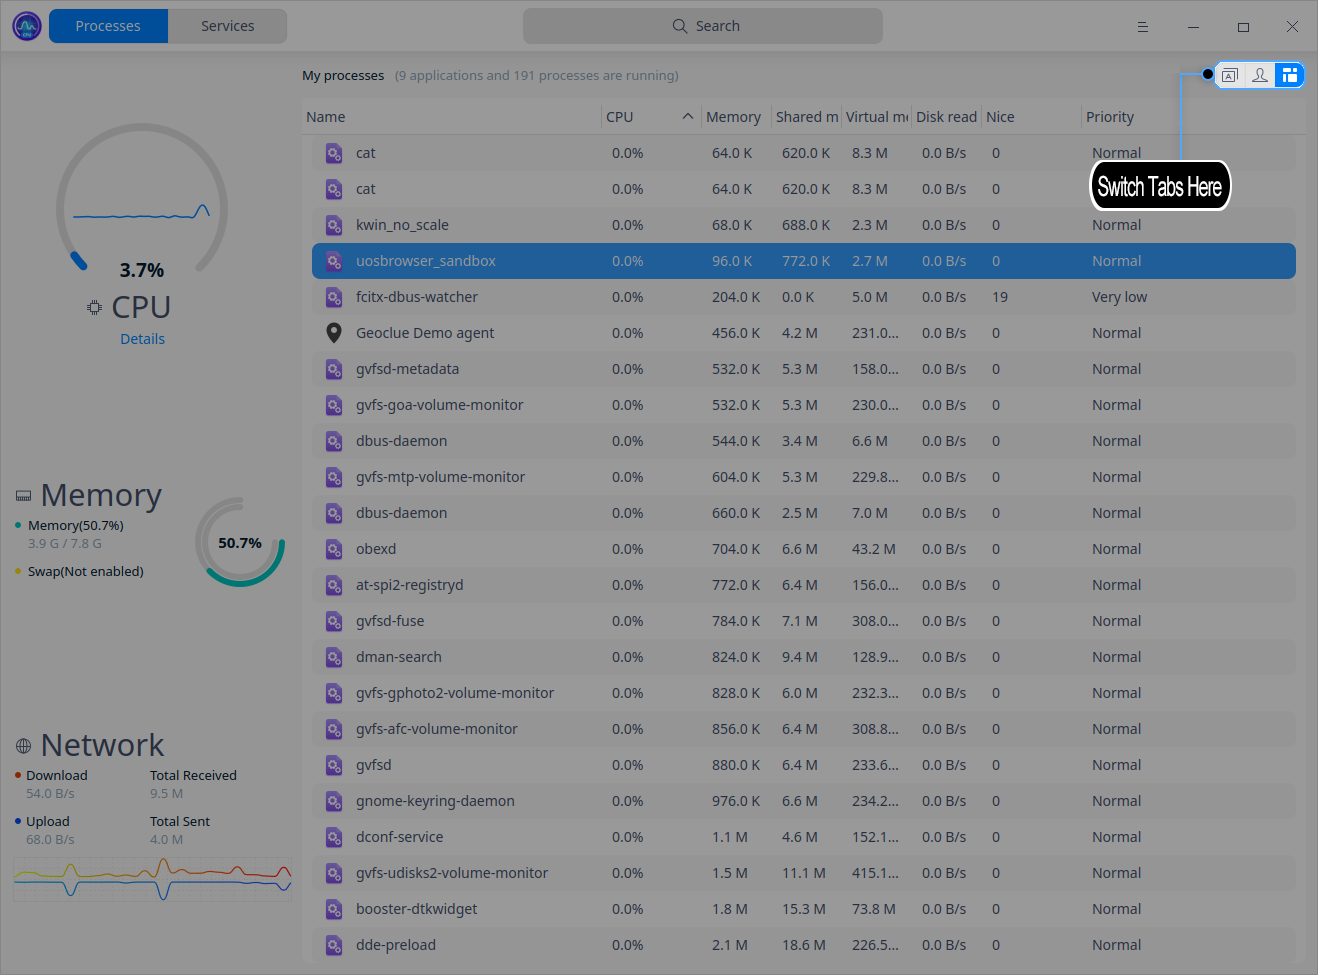 Processes Services Search
My processes (9 applications and 191 processes are running)
Name CPU Memory Shared m Virtual me Disk read Nice Priority
cat 0.0% 64.0 K 620.0 K 8.3 M 0.0 B/s 0 Normal
Switch Tabs Here
cat 0.0% 64.0 K 620.0 K 8.3 M 0.0 B/s 0
kwin_no_scale 0.0% 68.0 K 688.0 K 2.3 M 0.0 B/s 0 Normal
uosbrowser_sandbox 0.0% 96.0 K 772.0 K 2.7 M 0.0 B/s 0 Normal
fcitx-dbus-watcher 0.0% 204.0 K 0.0 K 5.0 M 0.0 B/s 19 Very low
Geoclue Demo agent 0.0% 456.0 K 4.2 M 231.0... 0.0 B/s 0 Normal
gvfsd-metadata 0.0% 532.0 K 5.3 M 158.0... 0.0 B/s 0 Normal
gvfs-goa-volume-monitor 0.0% 532.0 K 5.3 M 230.0... 0.0 B/s 0 Normal
dbus-daemon 0.0% 544.0 K 3.4 M 6.6 M 0.0 B/s 0 Normal
gvfs-mtp-volume-monitor 0.0% 604.0 K 5.3 M 229.8... 0.0 B/s 0 Normal
dbus-daemon 0.0% 660.0 K 2.5 M 7.0 M 0.0 B/s 0 Normal
obexd 0.0% 704.0 K 6.6 M 43.2 M 0.0 B/s 0 Normal
at-spi2-registryd 0.0% 772.0 K 6.4 M 156.0... 0.0 B/s 0 Normal
gvfsd-fuse 0.0% 784.0 K 7.1 M 308.0... 0.0 B/s 0 Normal
dman-search 0.0% 824.0 K 9.4 M 128.9... 0.0 B/s 0 Normal
gvfs-gphoto2-volume-monitor 0.0% 828.0 K 6.0 M 232.3... 0.0 B/s 0 Normal
gvfs-afc-volume-monitor 0.0% 856.0 K 6.4 M 308.8... 0.0 B/s 0 Normal
gvfsd 0.0% 880.0 K 6.4 M 233.6... 0.0 B/s 0 Normal
gnome-keyring-daemon 0.0% 976.0 K 6.6 M 234.2... 0.0 B/s 0 Normal
dconf-service 0.0% 1.1 M 4.6 M 152.1... 0.0 B/s 0 Normal
gvfs-udisks2-volume-monitor 0.0% 1.5 M 11.1 M 415.1... 0.0 B/s 0 Normal
booster-dtkwidget 0.0% 1.8 M 15.3 M 73.8 M 0.0 B/s 0 Normal
dde-preload 0.0% 2.1 M 18.6 M 226.5... 0.0 B/s 0 Normal
3.7%
CPU
Details
Memory
Memory(50.7%)
3.9 G / 7.8 G
50.7%
Swap(Not enabled)
Network
Download Total Received
54.0 B/s 9.5 M
Upload Total Sent
68.0 B/s 4.0 M